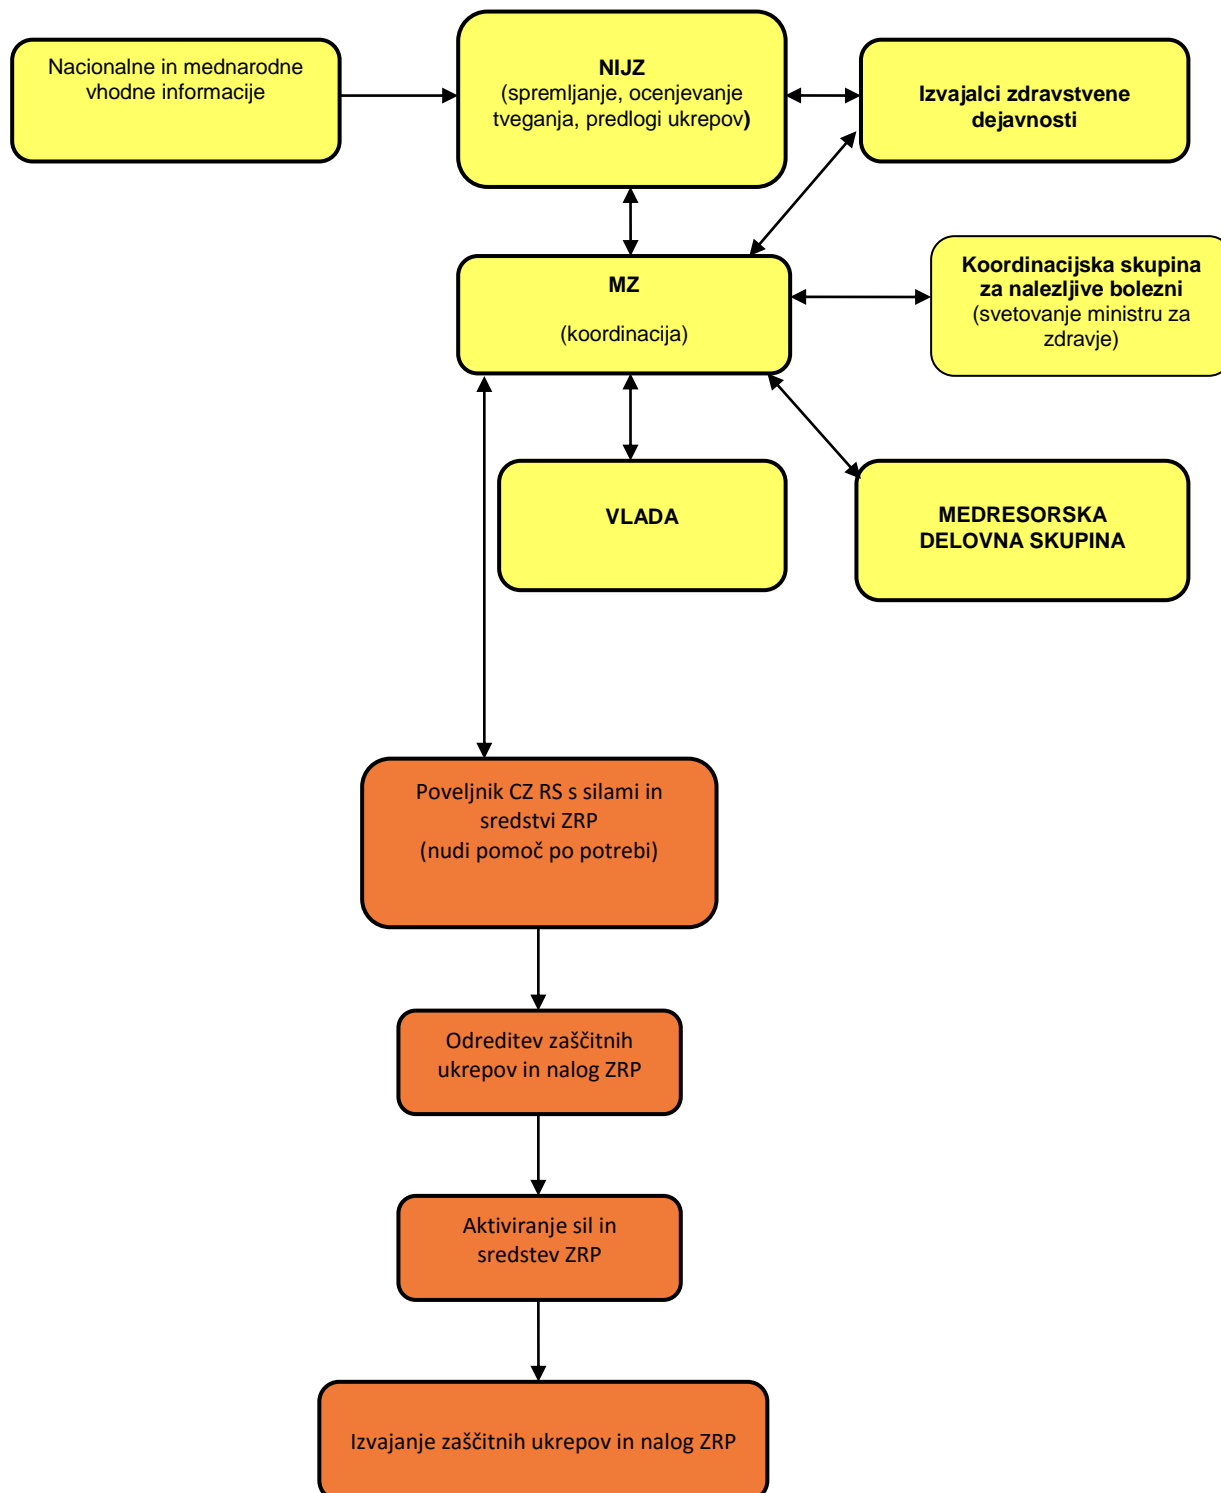 Nacionalne in mednarodne
vhodne informacije
NIJZ
(spremljanje, ocenjevanje
tveganja, predlogi ukrepov)
Izvajalci zdravstvene
dejavnosti
MZ
(koordinacija)
Koordinacijska skupina
za nalezljive bolezni
(svetovanje ministru za
zdravje)
VLADA
MEDRESORSKA
DELOVNA SKUPINA
Poveljnik CZ RS s silami in
sredstvi ZRP
(nudi pomoč po potrebi)
Odreditev zaščitnih
ukrepov in nalog ZRP
Aktiviranje sil in
sredstev ZRP
Izvajanje zaščitnih ukrepov in nalog ZRP